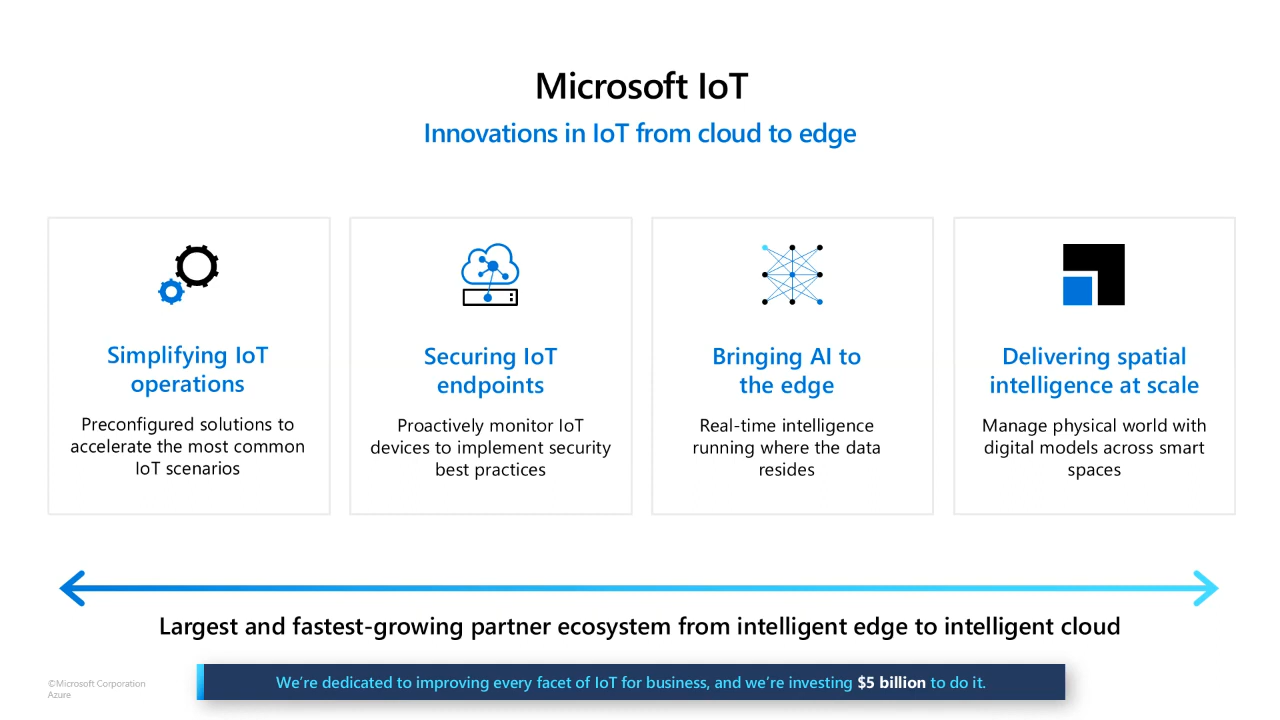 Microsoft IoT
Innovations in IoT from cloud to edge
Simplifying IoT
operations
Preconfigured solutions to
accelerate the most common
IoT scenarios
Securing IoT
endpoints
Proactively monitor IoT
devices to implement security
best practices
Bringing AI to
the edge
Real-time intelligence
running where the data
resides
Delivering spatial
intelligence at scale
Manage physical world with
digital models across smart
spaces
Largest and fastest-growing partner ecosystem from intelligent edge to intelligent cloud
We’re dedicated to improving every facet of IoT for business, and we’re investing $5 billion to do it.
©Microsoft Corporation
Azure